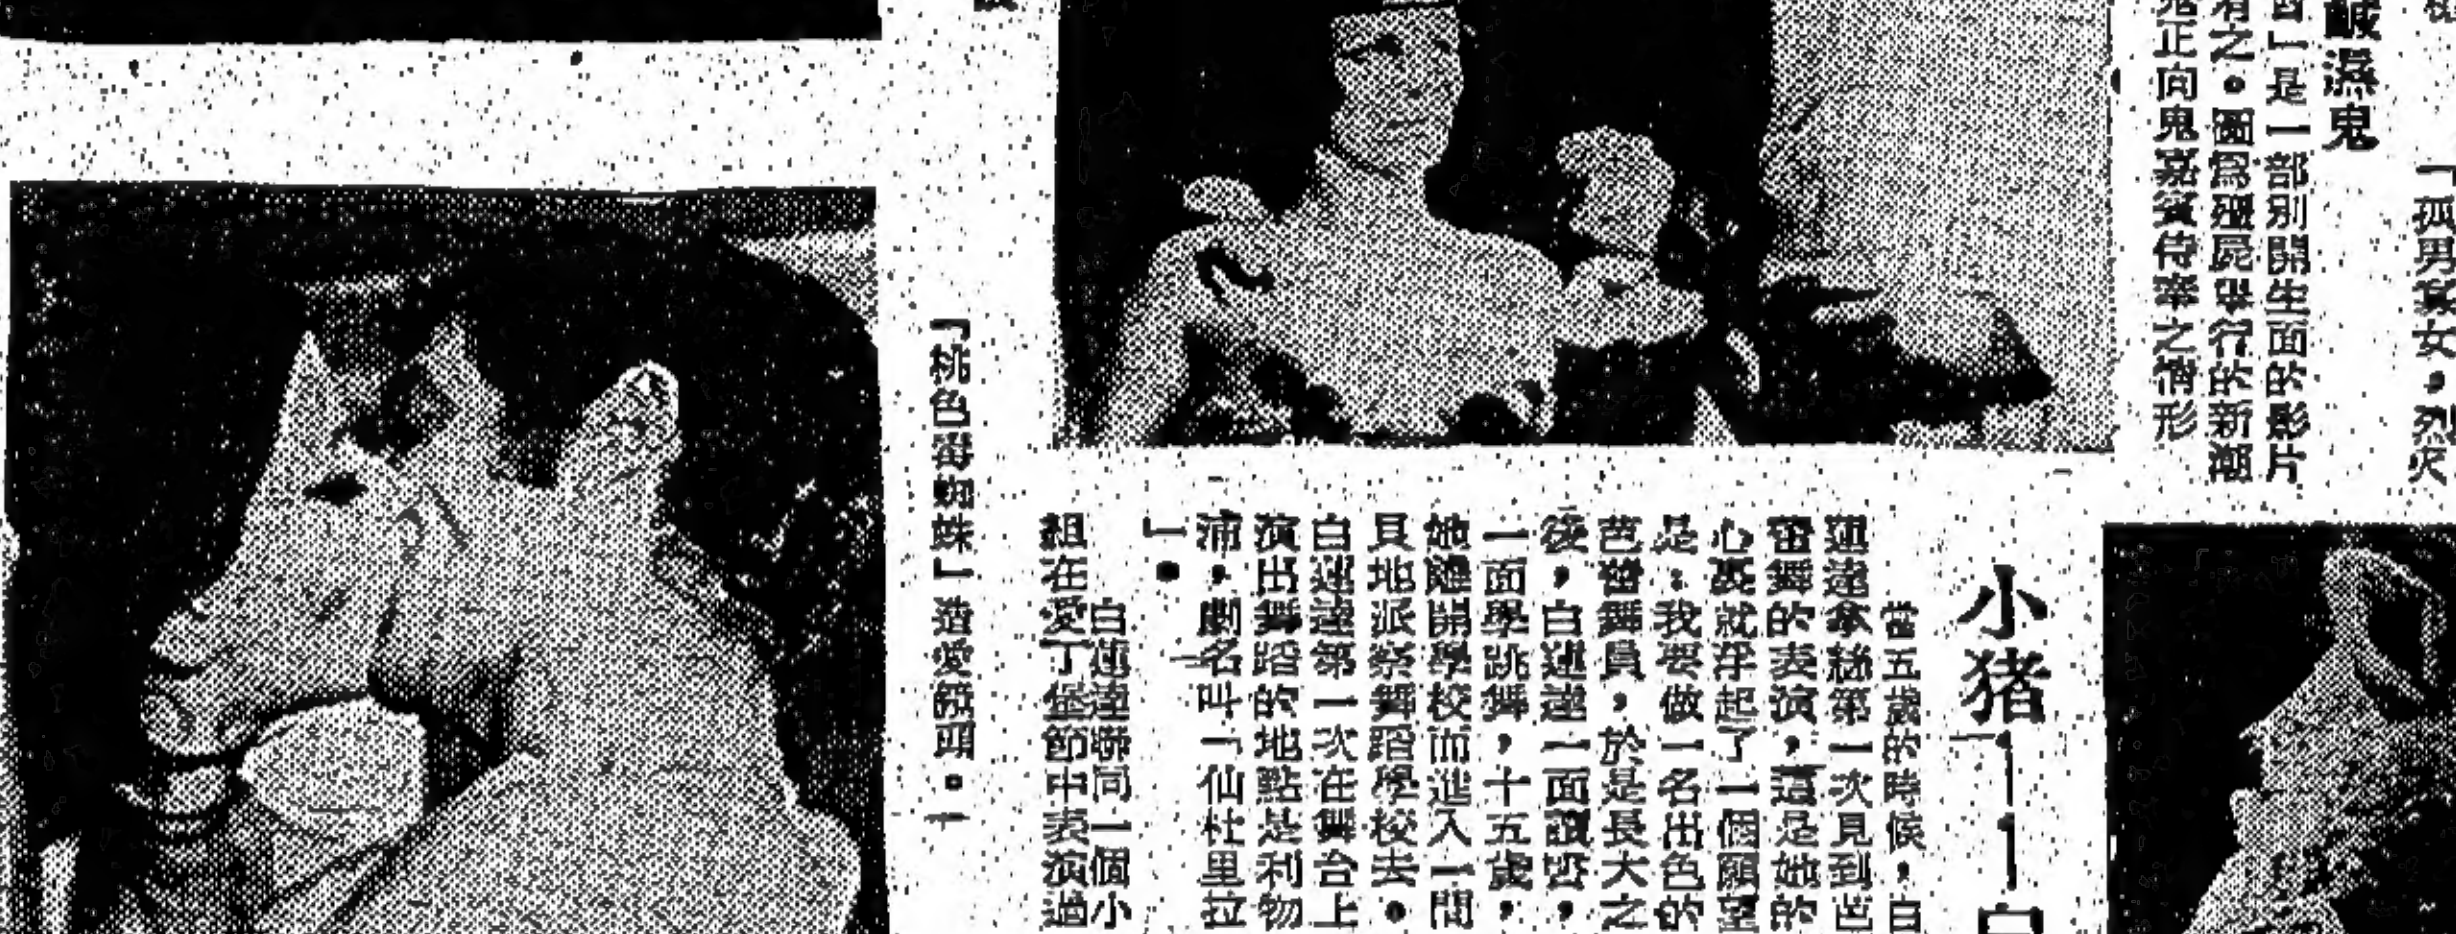 「孤男寡女，烈火
鹹濕鬼
」是一部別開生面的影片
有之。圖爲殭屍舉行的新潮
正向鬼嘉賓侍奉之情形
小猪——白
當五歲的時候，白
蓮達拿絲第一次見到芭
蕾舞的表演，這是她的
心裏就浮起了一個願望
是：我要做一名出色的
芭蕾舞員，於是長大之
後，白蓮達一面讀書，
一面學跳舞，十五歲，
她離開學校而進入一間
貝地派察舞蹈學校去。
白蓮達第一次在舞台上
演出舞蹈的地點是利物
浦，劇名叫「仙杜里拉
」。
白蓮達聯同一個小
組在愛丁堡節中表演過
「桃色毒蜘蛛」造愛鏡頭。